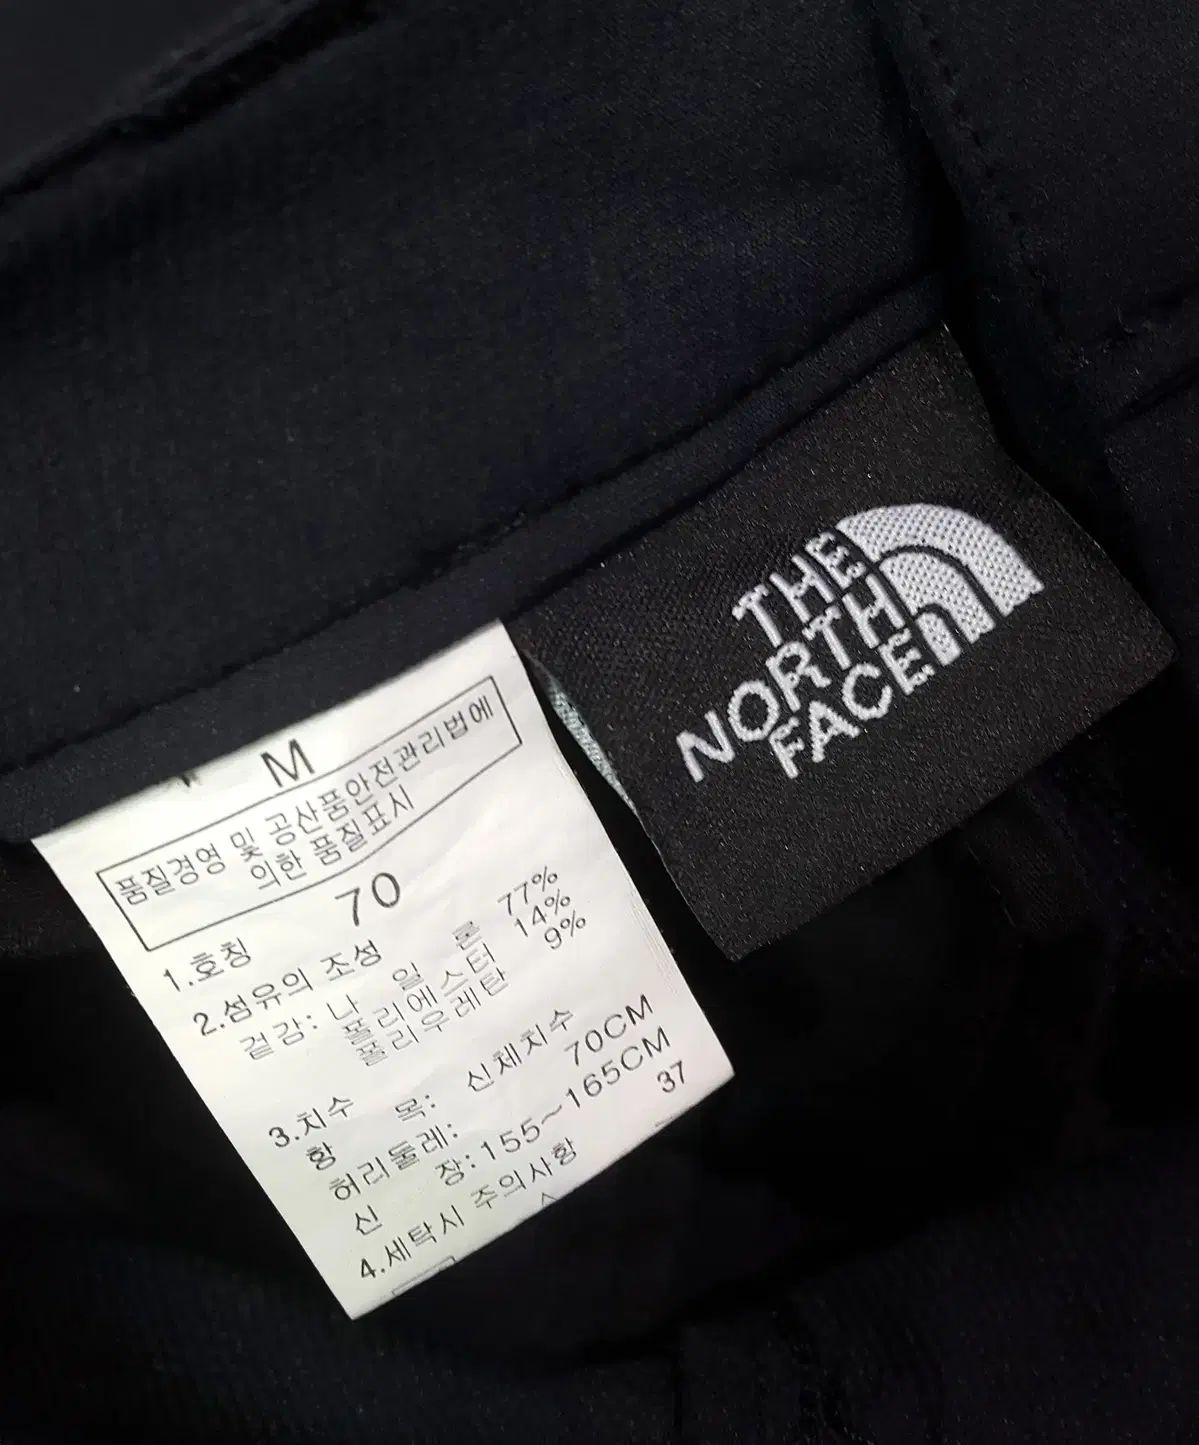 THE
NORTH
FACE
M
품질경영 및 공산품안전관리법에
의한 품질표시
1.호칭 70
2.섬유의 조성
겉감: 나 일 론 77%
폴리에스터 14%
폴리우레탄 9%
3.치수
항 목: 신체치수
허리둘레: 70CM
신 장:155~165CM
37
4.세탁시 주의사항